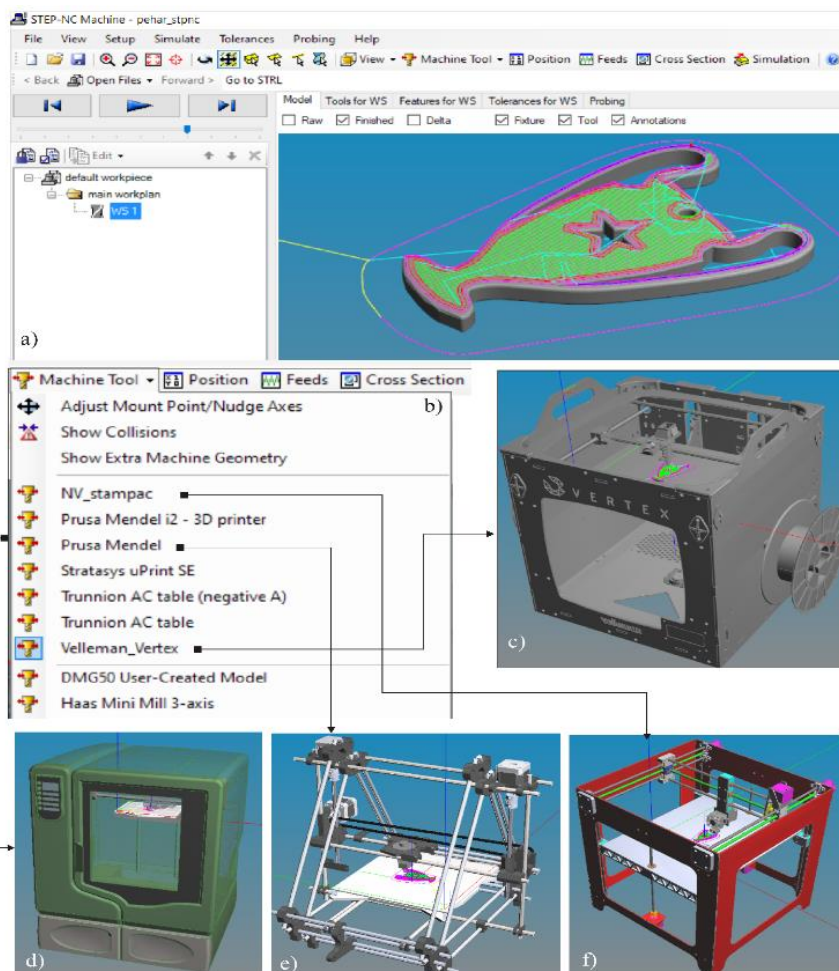 STEP-NC Machine - pehar_stpnc
File View Setup Simulate Tolerances Probing Help
View Machine Tool Position Feeds Cross Section Simulation
< Back Open Files Forward > Go to STRL
Model Tools for WS Features for WS Tolerances for WS Probing
Raw Finished Delta Fixture Tool Annotations
Edit
default workpiece
main workplan
WS 1
a)
Machine Tool Position Feeds Cross Section
b)
Adjust Mount Point/Nudge Axes
Show Collisions
Show Extra Machine Geometry
NV_stampac
Prusa Mendel i2 - 3D printer
Prusa Mendel
Stratasys uPrint SE
Trunnion AC table (negative A)
Trunnion AC table
Velleman_Vertex
DMG50 User-Created Model
Haas Mini Mill 3-axis
VERTEX
velleman
c)
d)
e)
f)